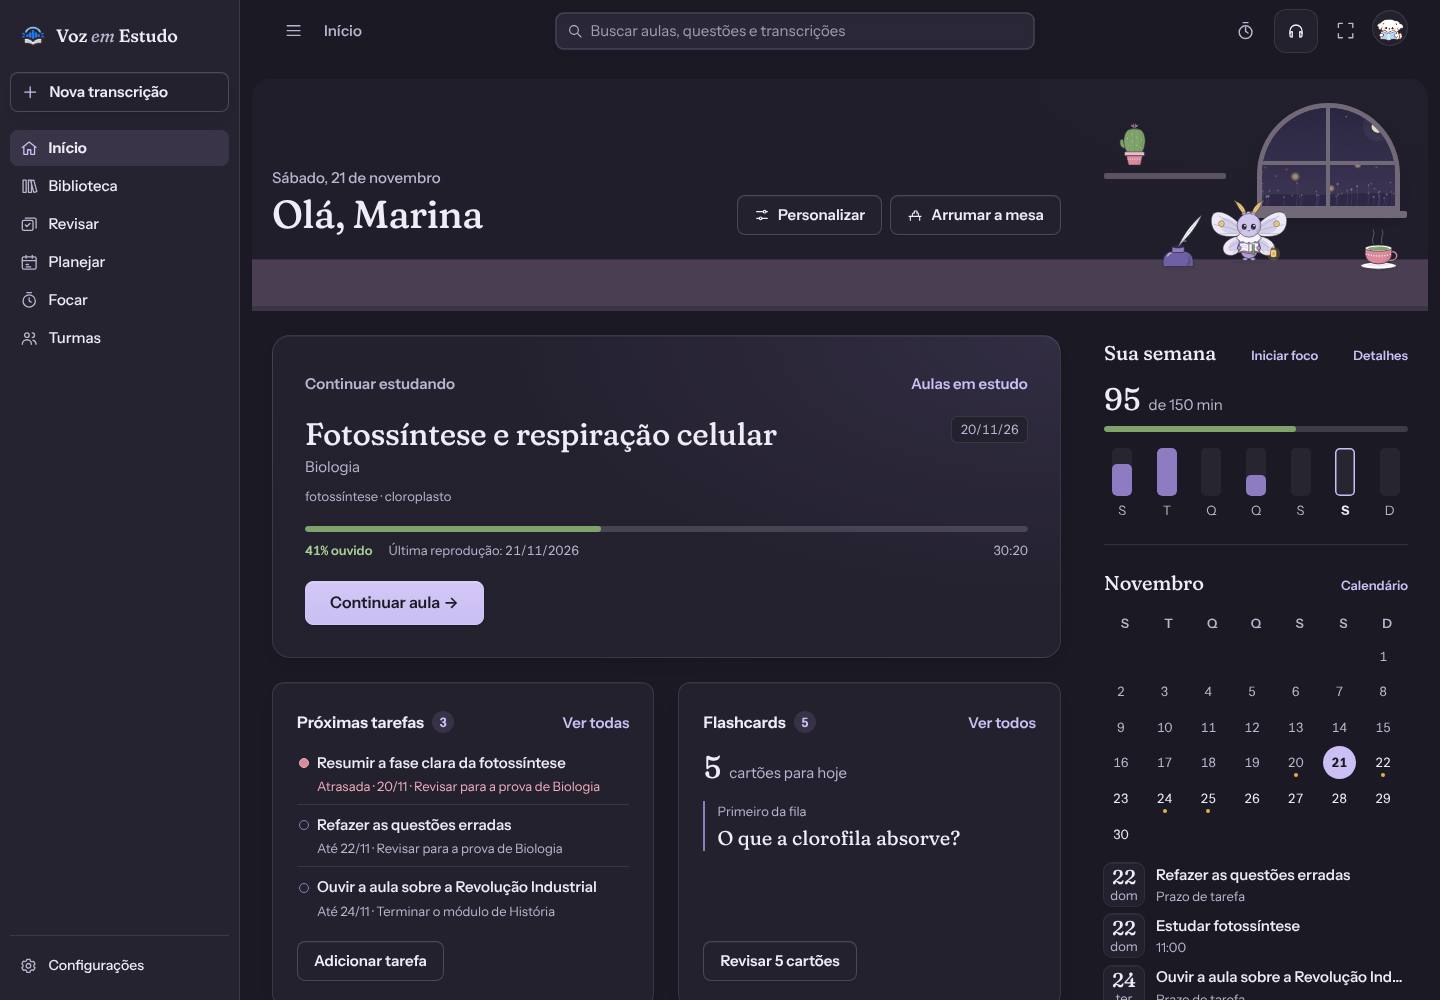 Voz em Estudo
Nova transcrição
Início
Biblioteca
Revisar
Planejar
Focar
Turmas
Configurações
Início
Buscar aulas, questões e transcrições
Sábado, 21 de novembro
Olá, Marina
Personalizar
Arrumar a mesa
Continuar estudando
Aulas em estudo
Fotossíntese e respiração celular
20/11/26
Biologia
fotossíntese · cloroplasto
41% ouvido
Última reprodução: 21/11/2026
30:20
Continuar aula →
Próximas tarefas 3
Ver todas
Resumir a fase clara da fotossíntese
Atrasada · 20/11 · Revisar para a prova de Biologia
Refazer as questões erradas
Até 22/11 · Revisar para a prova de Biologia
Ouvir a aula sobre a Revolução Industrial
Até 24/11 · Terminar o módulo de História
Adicionar tarefa
Flashcards 5
Ver todos
5 cartões para hoje
Primeiro da fila
O que a clorofila absorve?
Revisar 5 cartões
Sua semana
Iniciar foco
Detalhes
95 de 150 min
S T Q Q S S D
Novembro
Calendário
S T Q Q S S D
1
2 3 4 5 6 7 8
9 10 11 12 13 14 15
16 17 18 19 20 21 22
23 24 25 26 27 28 29
30
22 dom
Refazer as questões erradas
Prazo de tarefa
22 dom
Estudar fotossíntese
11:00
24 ter
Ouvir a aula sobre a Revolução Ind...
Prazo de tarefa